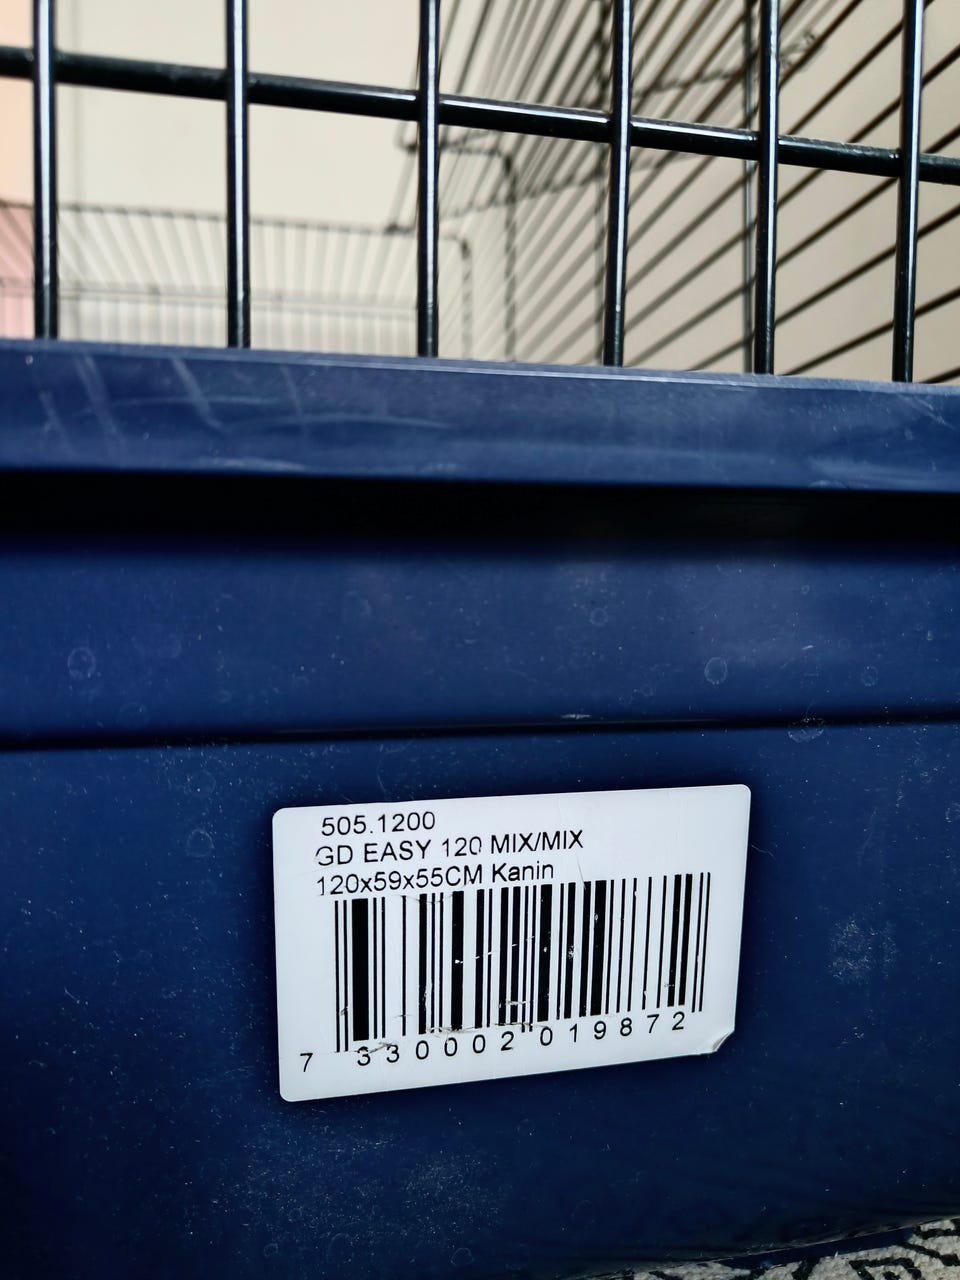 505.1200
GD EASY 120 MIX/MIX
120x59x55CM Kanin
7 330002 019872